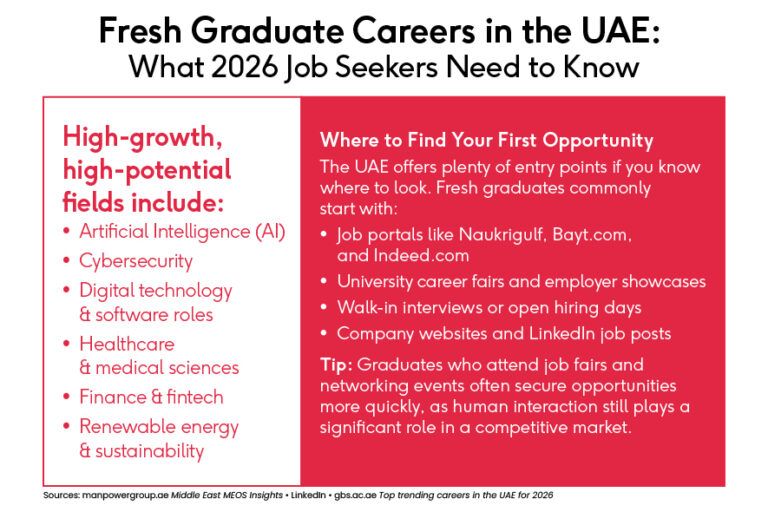 Fresh Graduate Careers in the UAE:
What 2026 Job Seekers Need to Know
High-growth,
high-potential
fields include:
• Artificial Intelligence (AI)
• Cybersecurity
• Digital technology
& software roles
• Healthcare
& medical sciences
• Finance & fintech
• Renewable energy
& sustainability
Where to Find Your First Opportunity
The UAE offers plenty of entry points if you know
where to look. Fresh graduates commonly
start with:
• Job portals like Naukrigulf, Bayt.com,
and Indeed.com
• University career fairs and employer showcases
• Walk-in interviews or open hiring days
• Company websites and LinkedIn job posts
Tip: Graduates who attend job fairs and
networking events often secure opportunities
more quickly, as human interaction still plays a
significant role in a competitive market.
Sources: manpowergroup.ae Middle East MEOS Insights • LinkedIn • gbs.ac.ae Top trending careers in the UAE for 2026